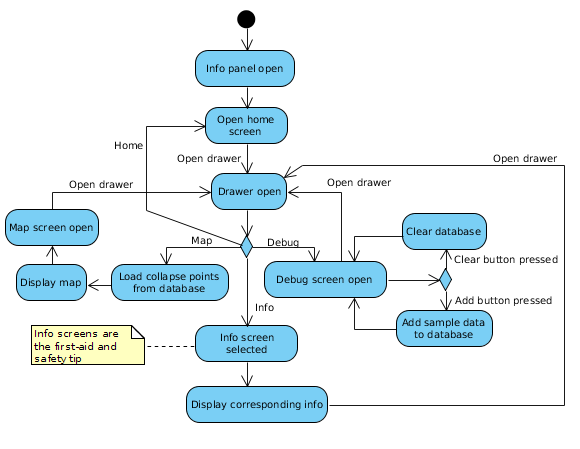 Info panel open
Open home
screen
Home
Open drawer
Open drawer
Open drawer
Open drawer
Drawer open
Map screen open
Clear database
Map
Debug
Clear button pressed
Display map
Load collapse points
from database
Debug screen open
Add button pressed
Info
Add sample data
to database
Info screens are
the first-aid and
safety tip
Info screen
selected
Display corresponding info